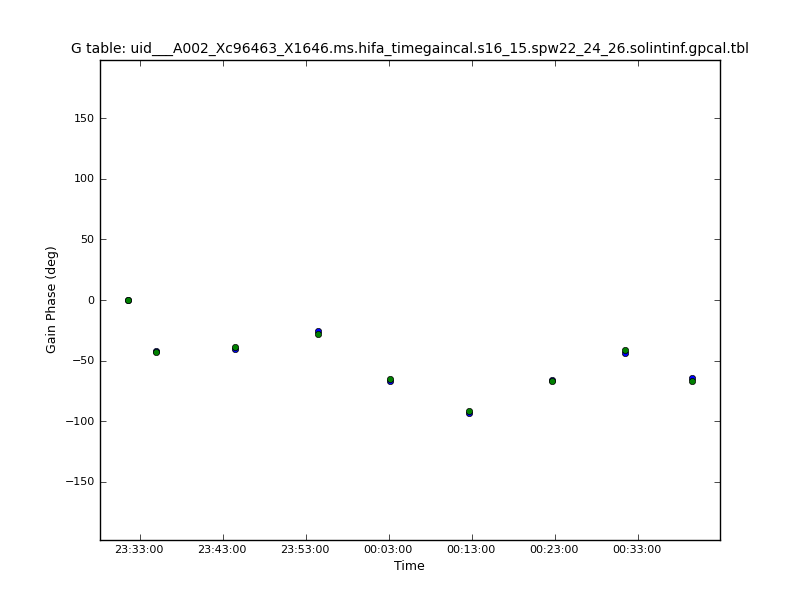 G table: uid___A002_Xc96463_X1646.ms.hifa_timegaincal.s16_15.spw22_24_26.solintinf.gpcal.tbl
150
100
50
0
−50
−100
−150
Gain Phase (deg)
23:33:00 23:43:00 23:53:00 00:03:00 00:13:00 00:23:00 00:33:00
Time